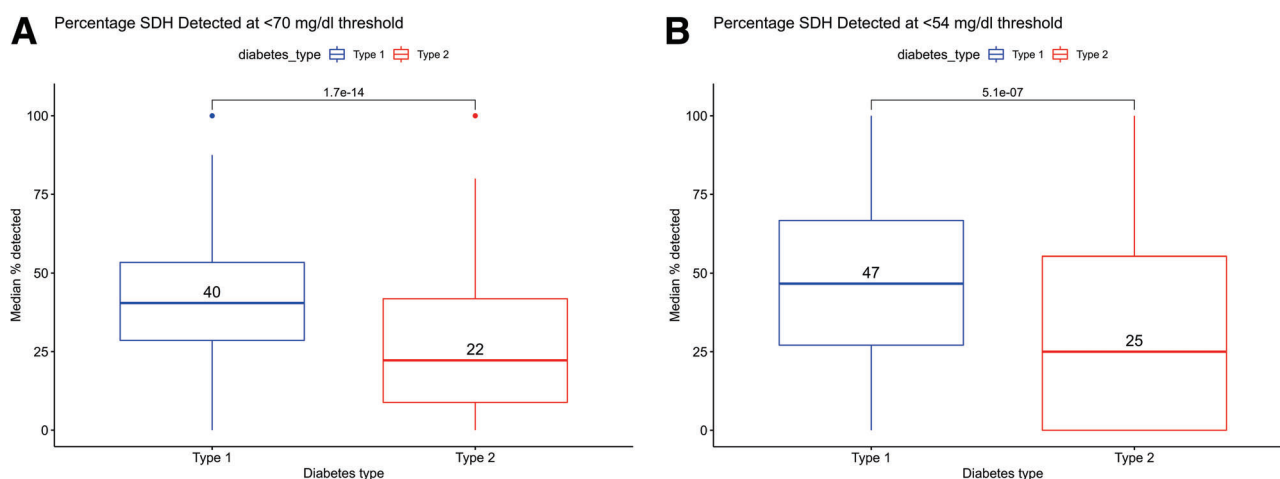 A Percentage SDH Detected at <70 mg/dl threshold
diabetes_type Type 1 Type 2
1.7e-14
100
75
50
25
0
Median % detected
40
22
Type 1 Type 2
Diabetes type
B Percentage SDH Detected at <54 mg/dl threshold
diabetes_type Type 1 Type 2
5.1e-07
100
75
50
25
0
Median % detected
47
25
Type 1 Type 2
Diabetes type